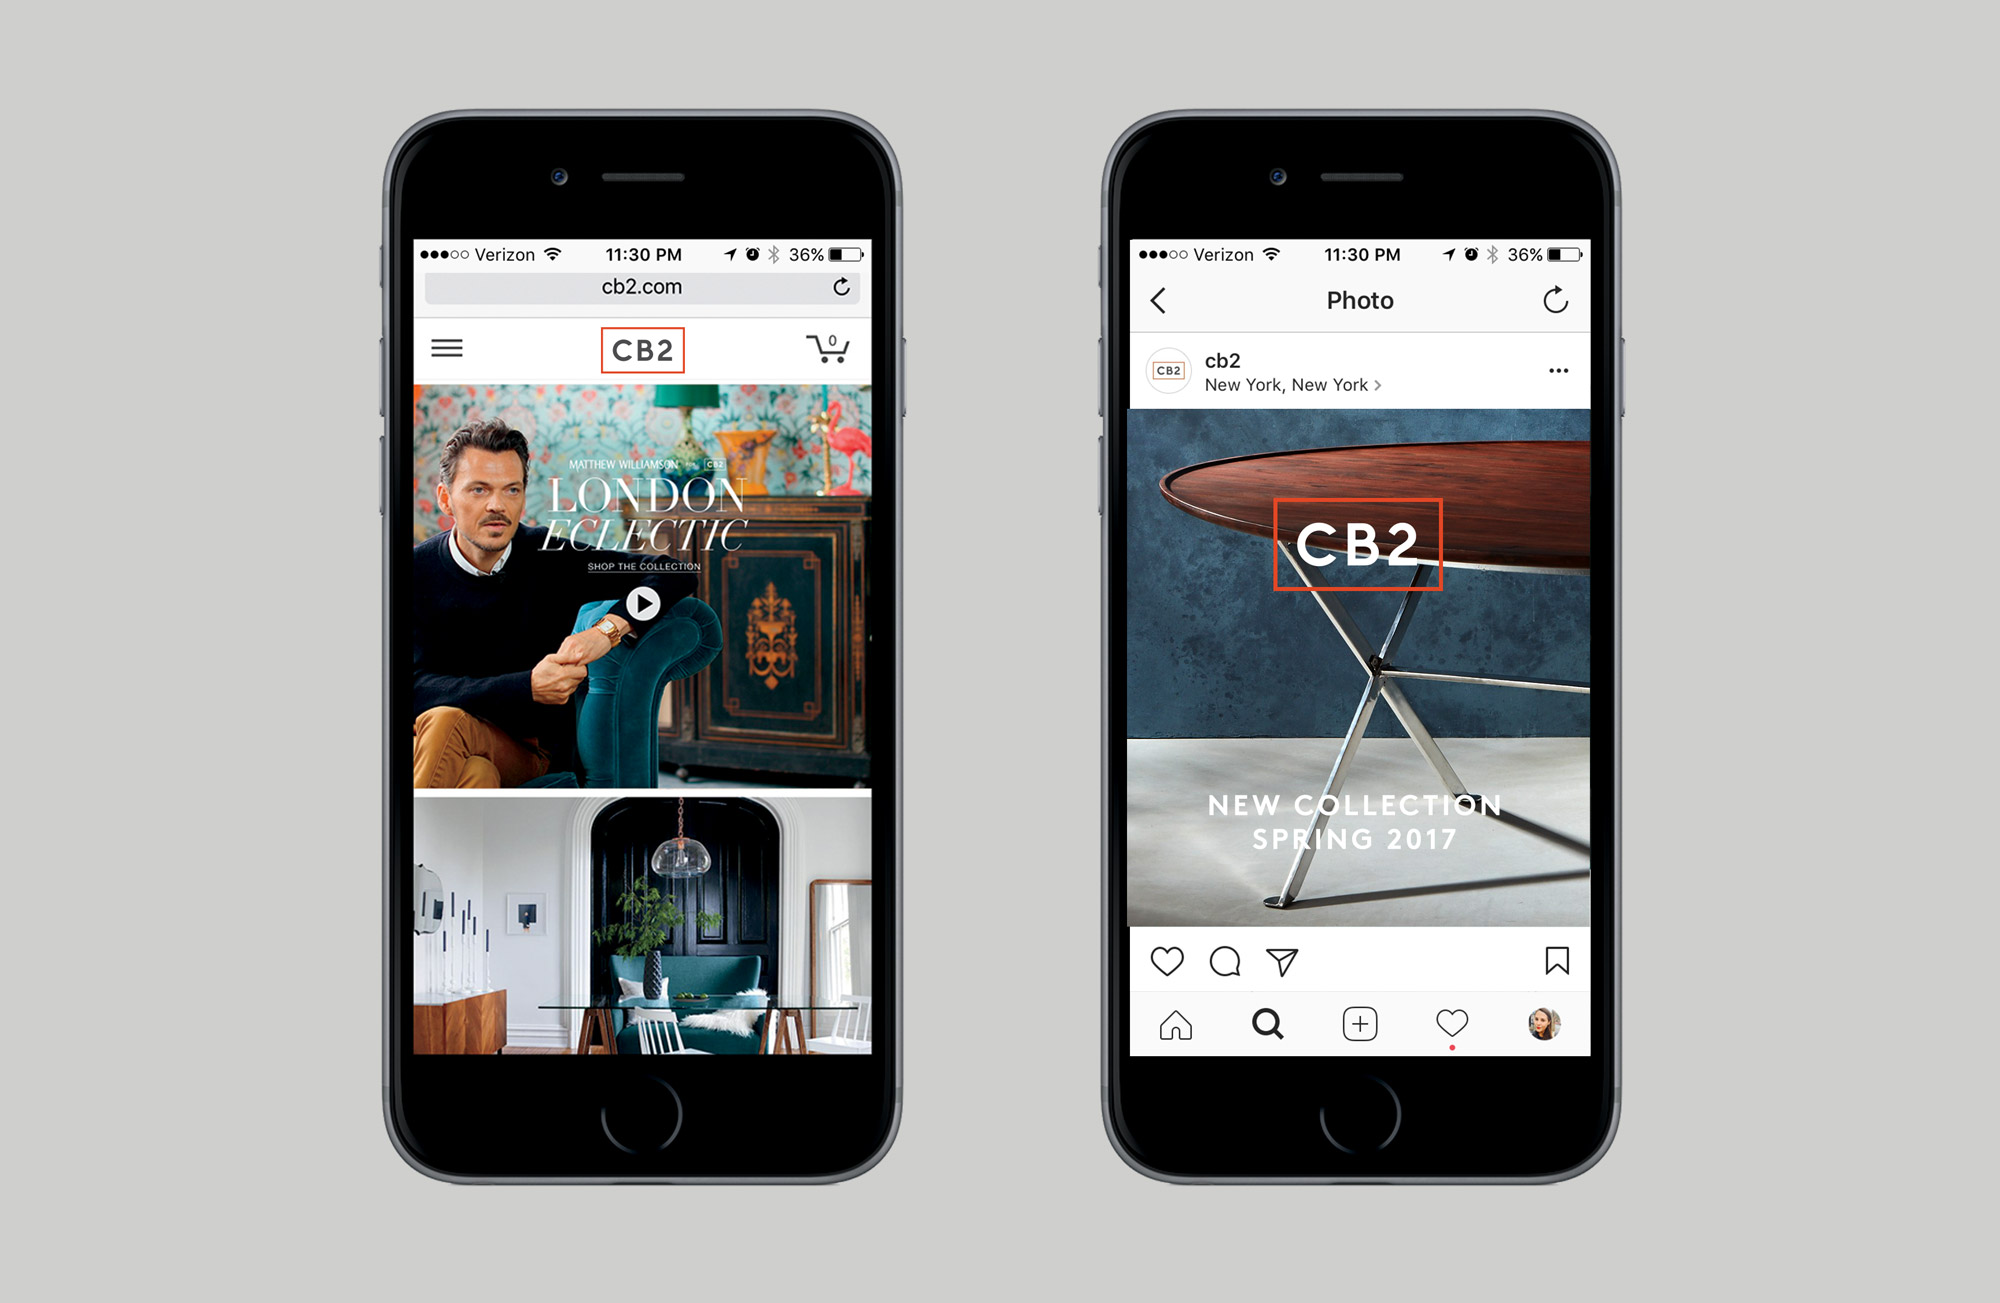 Verizon 11:30 PM 36%
cb2.com
CB2
0
MATTHEW WILLIAMSON FOR CB2
LONDON
ECLECTIC
SHOP THE COLLECTION
Verizon 11:30 PM 36%
Photo
CB2
cb2
New York, New York
CB2
NEW COLLECTION
SPRING 2017